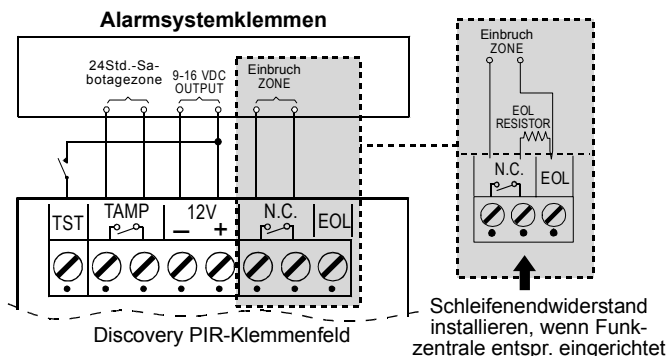 Alarmsystemklemmen
24Std.-Sa-
botagezone
9-16 VDC
OUTPUT
Einbruch
ZONE
TST
TAMP
12V
– +
N.C.
EOL
Discovery PIR-Klemmenfeld
Einbruch
ZONE
EOL
RESISTOR
N.C.
EOL
Schleifenendwiderstand
installieren, wenn Funk-
zentrale entspr. eingerichtet